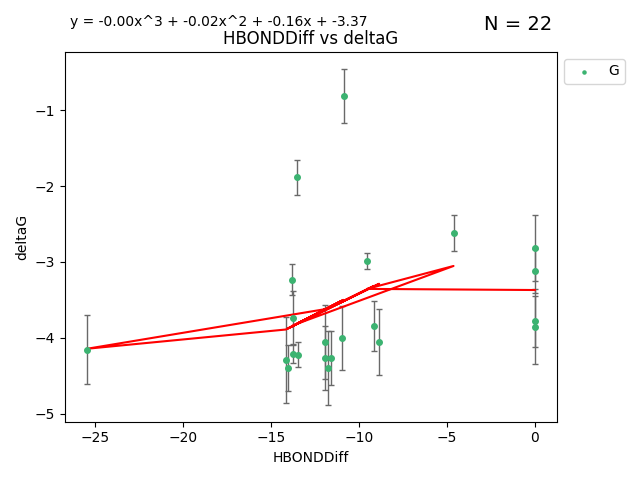 y = -0.00x^3 + -0.02x^2 + -0.16x + -3.37
N = 22
HBONDDiff vs deltaG
G
−1
−2
−3
−4
−5
deltaG
−25
−20
−15
−10
−5
0
HBONDDiff